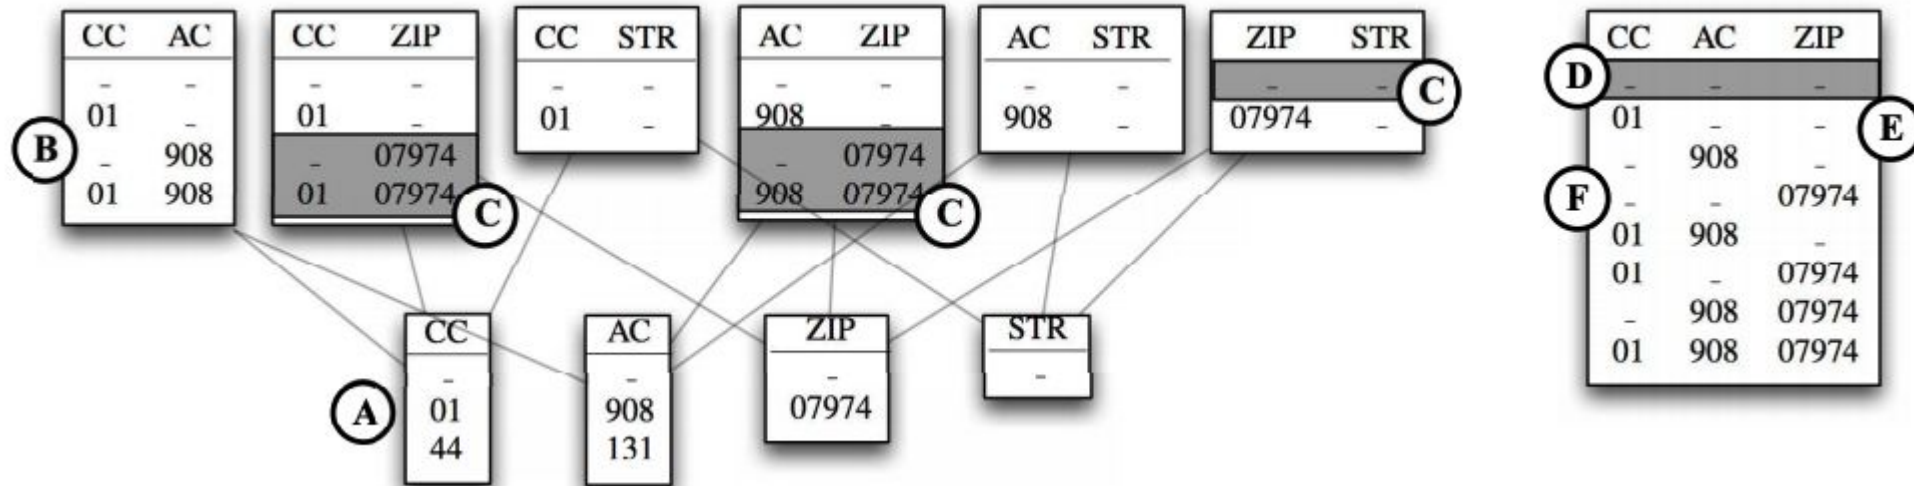 CC AC
_ _
01 _
_ 908
01 908
B
CC ZIP
_ _
01 _
_ 07974
01 07974
C
CC STR
_ _
01 _
AC ZIP
_ _
908 _
_ 07974
908 07974
C
AC STR
_ _
908 _
ZIP STR
_ _
07974 _
C
CC AC ZIP
_ _ _
01 _ _
_ 908 _
_ _ 07974
01 908 _
01 _ 07974
_ 908 07974
01 908 07974
D
E
F
CC
_
01
44
A
AC
_
908
131
ZIP
_
07974
STR
_